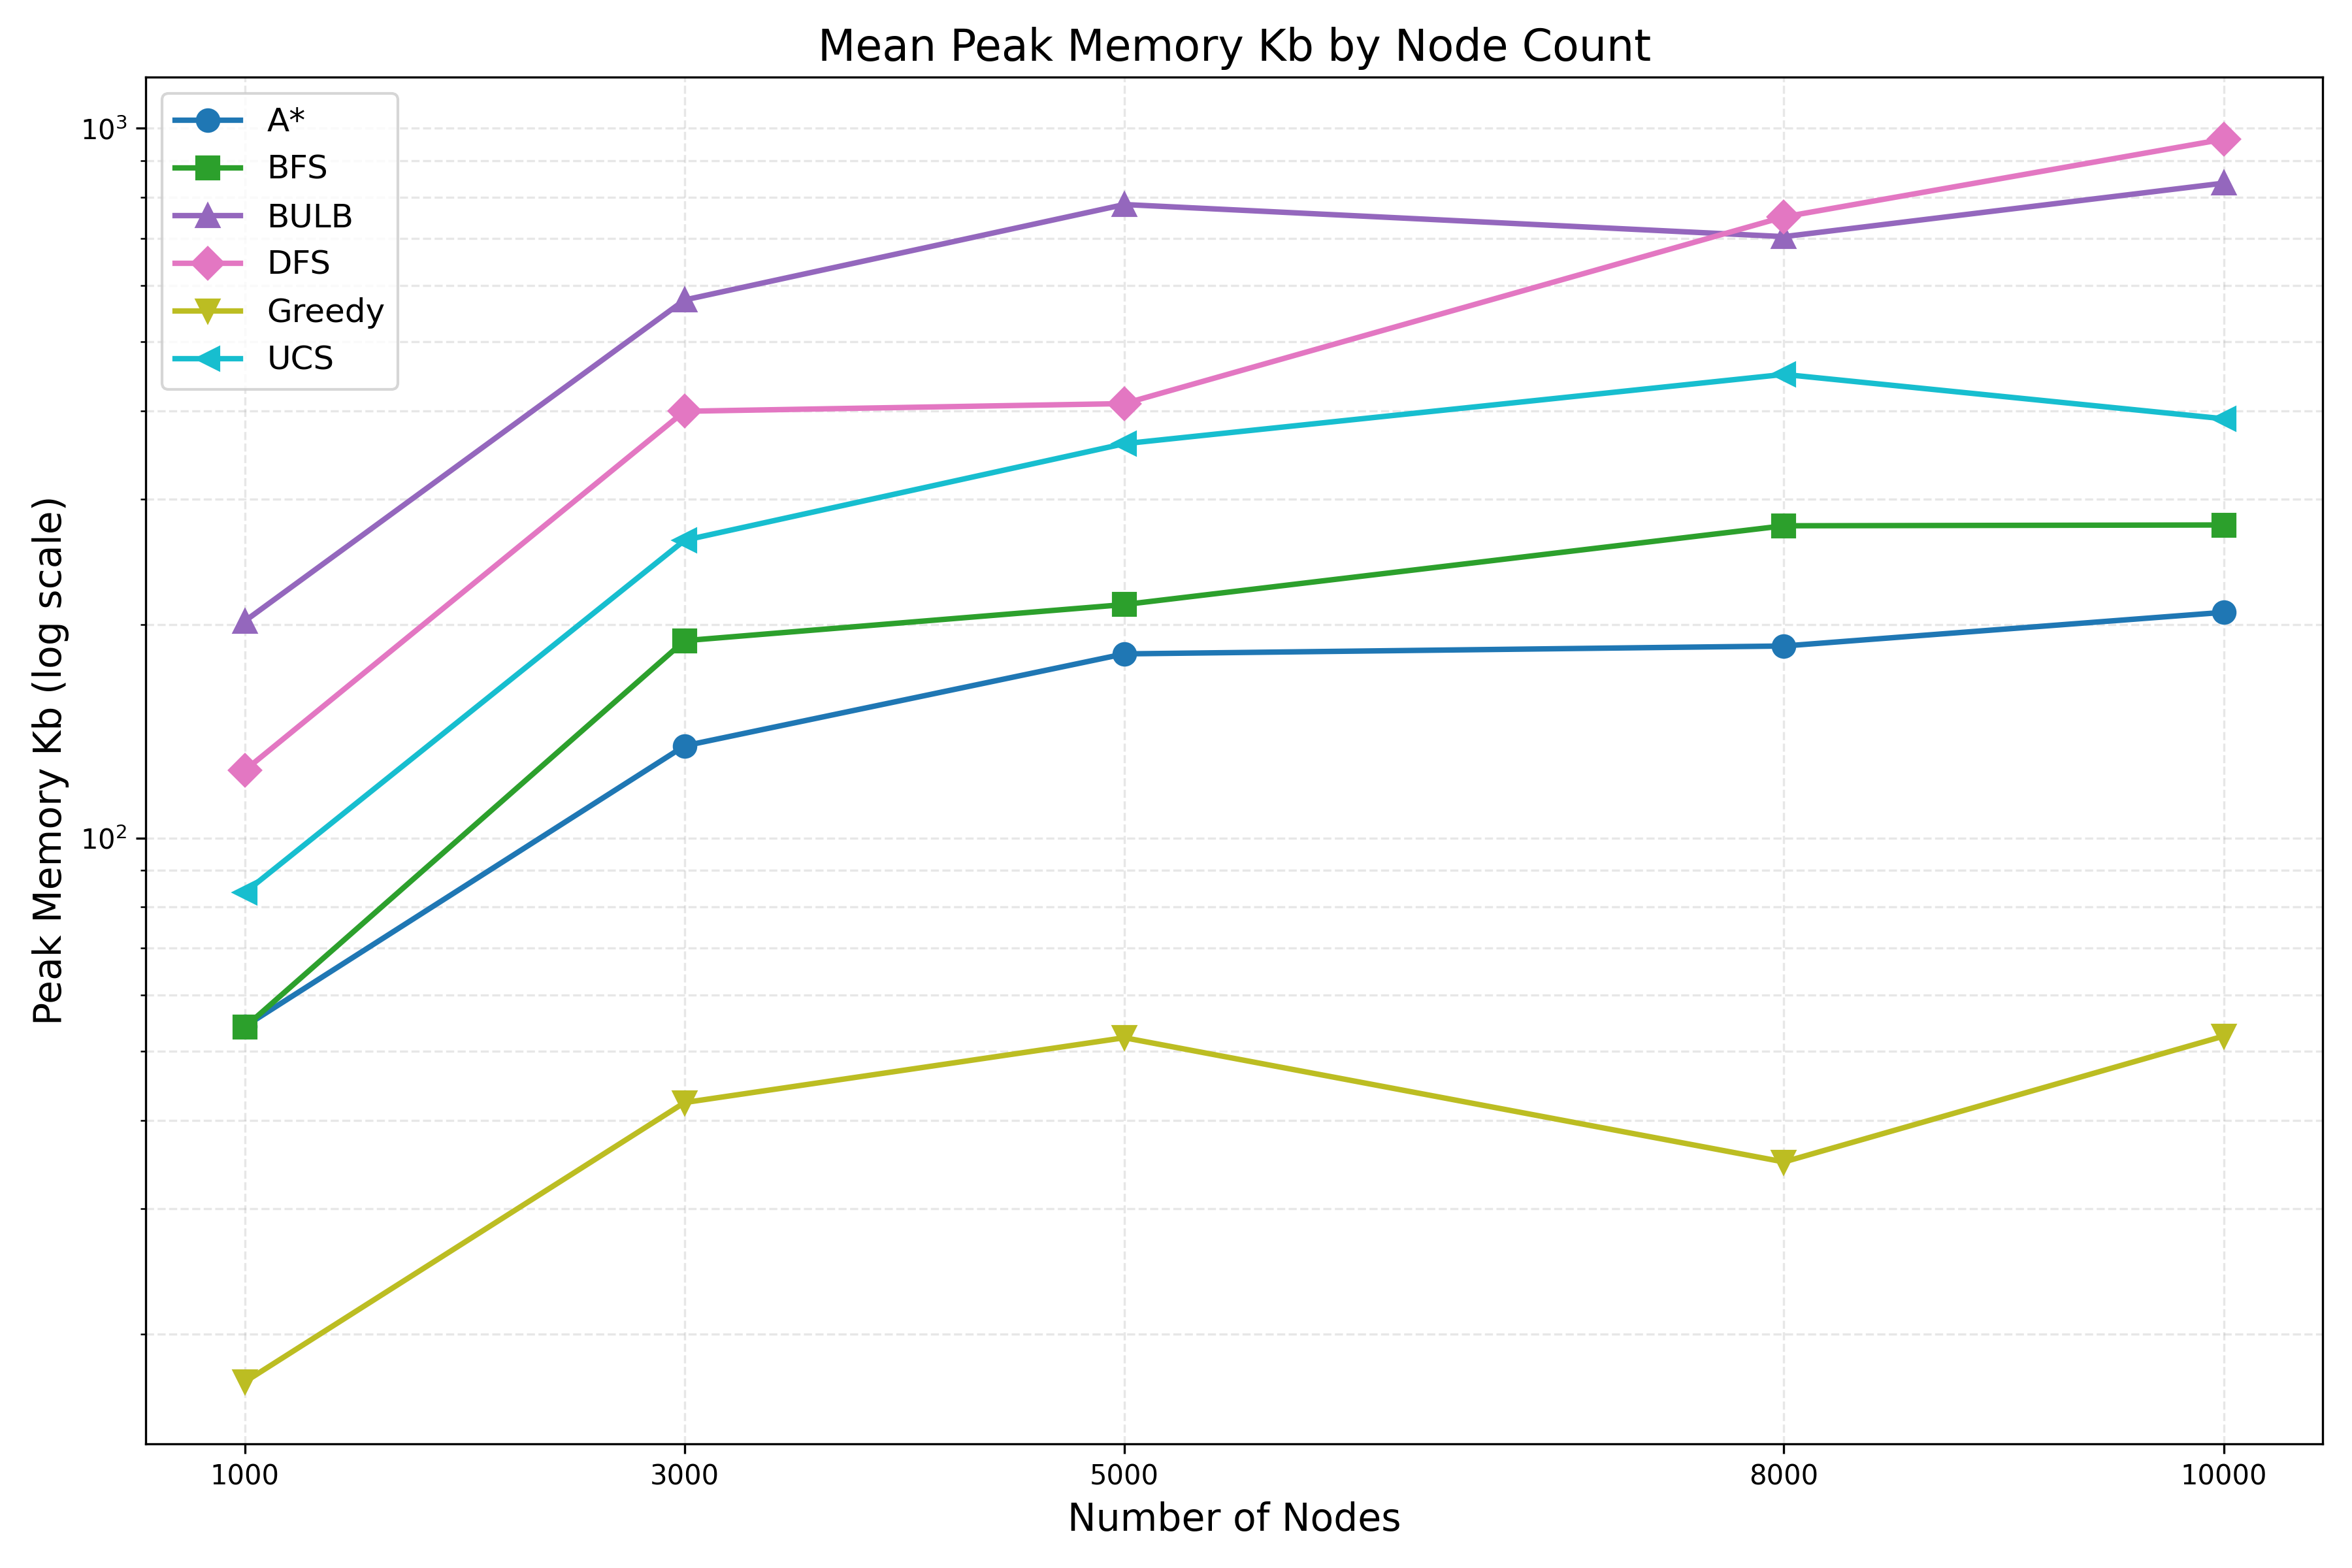 Mean Peak Memory Kb by Node Count
A*
BFS
BULB
DFS
Greedy
UCS
10³
10²
Peak Memory Kb (log scale)
1000 3000 5000 8000 10000
Number of Nodes